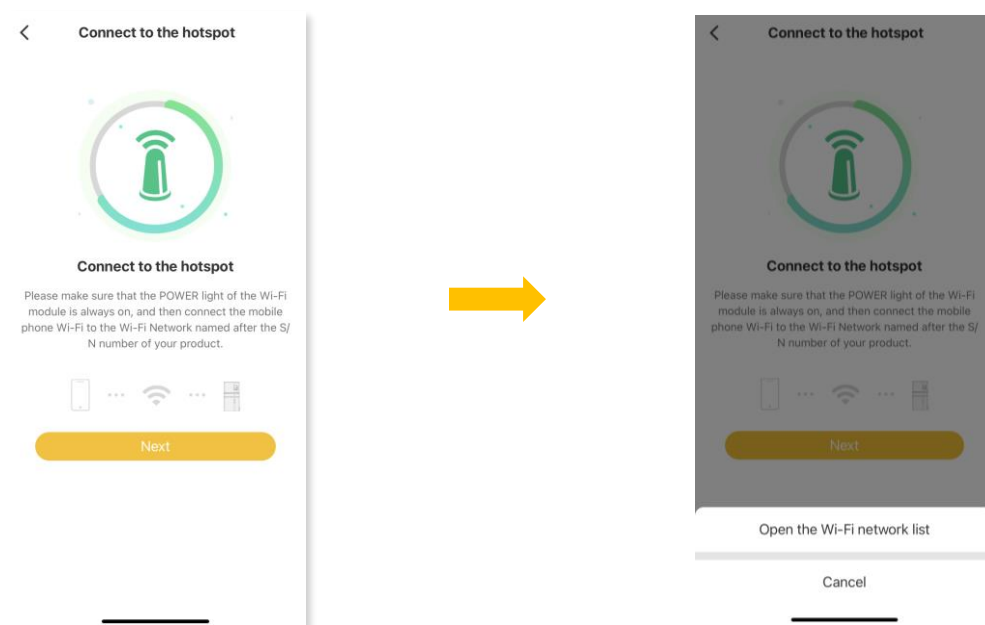 Connect to the hotspot
Connect to the hotspot
Please make sure that the POWER light of the Wi-Fi
module is always on, and then connect the mobile
phone Wi-Fi to the Wi-Fi Network named after the S/
N number of your product.
Next
Connect to the hotspot
Connect to the hotspot
Please make sure that the POWER light of the Wi-Fi
module is always on, and then connect the mobile
phone Wi-Fi to the Wi-Fi Network named after the S/
N number of your product.
Next
Open the Wi-Fi network list
Cancel